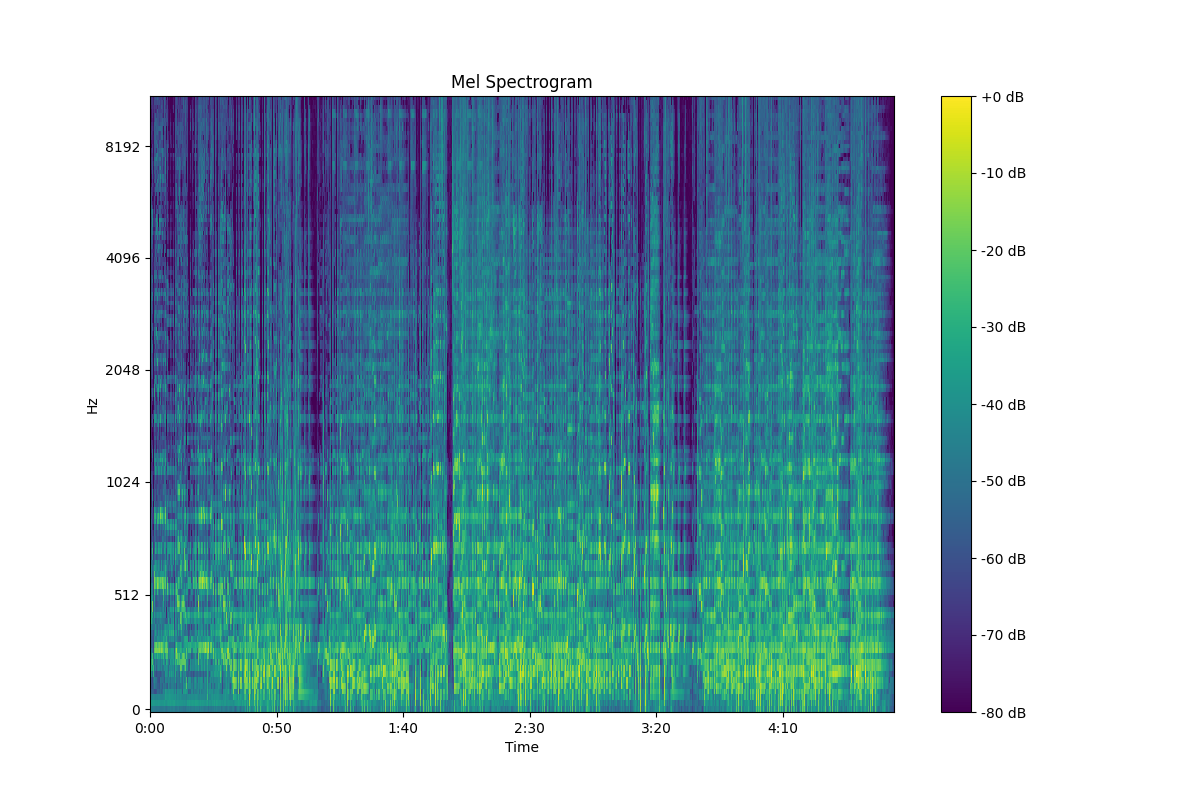 Mel Spectrogram
Hz
8192
4096
2048
1024
512
0
0:00 0:50 1:40 2:30 3:20 4:10
Time
+0 dB
-10 dB
-20 dB
-30 dB
-40 dB
-50 dB
-60 dB
-70 dB
-80 dB